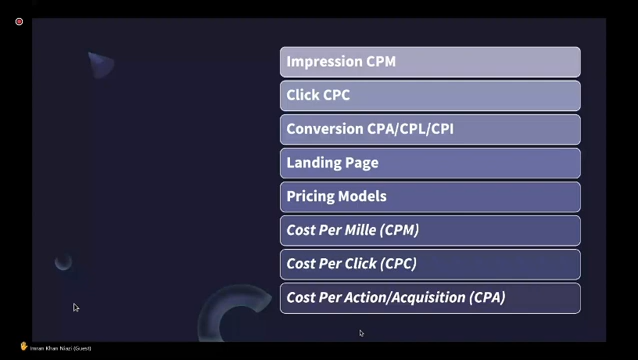 Impression CPM
Click CPC
Conversion CPA/CPL/CPI
Landing Page
Pricing Models
Cost Per Mille (CPM)
Cost Per Click (CPC)
Cost Per Action/Acquisition (CPA)
Imran Khan Niazi (Guest)